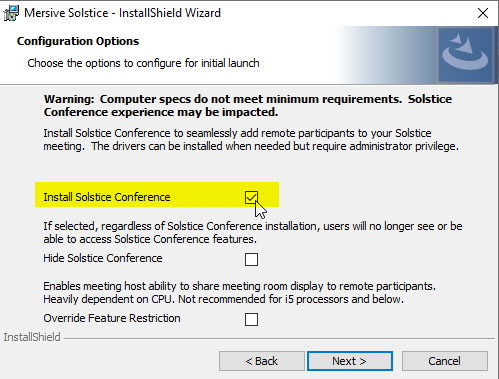 Mersive Solstice - InstallShield Wizard
Configuration Options
Choose the options to configure for initial launch
Warning: Computer specs do not meet minimum requirements. Solstice
Conference experience may be impacted.
Install Solstice Conference to seamlessly add remote participants to your Solstice
meeting. The drivers can be installed when needed but require administrator privilege.
Install Solstice Conference
If selected, regardless of Solstice Conference installation, users will no longer see or be
able to access Solstice Conference features.
Hide Solstice Conference
Enables meeting host ability to share meeting room display to remote participants.
Heavily dependent on CPU. Not recommended for i5 processors and below.
Override Feature Restriction
InstallShield
< Back
Next >
Cancel